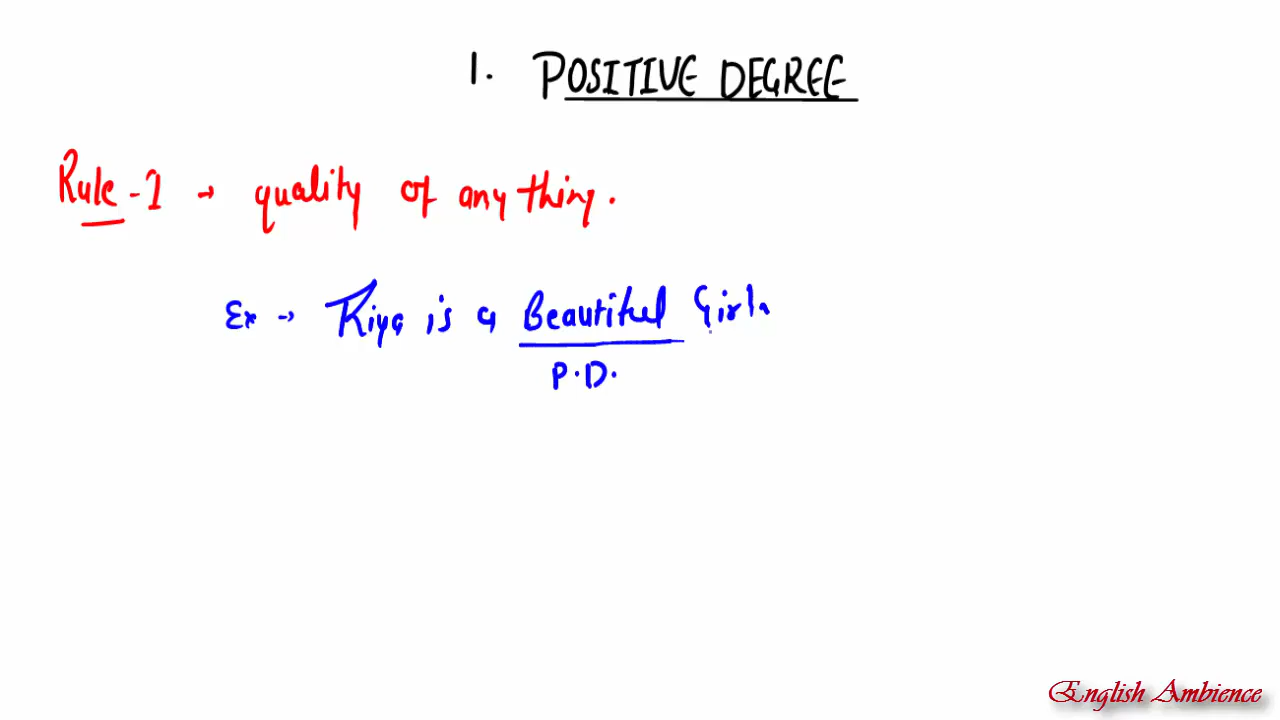 1. POSITIVE DEGREE
Rule-1 → quality of any thing.
Ex → Riya is a Beautiful Girl.
P.D.
English Ambience